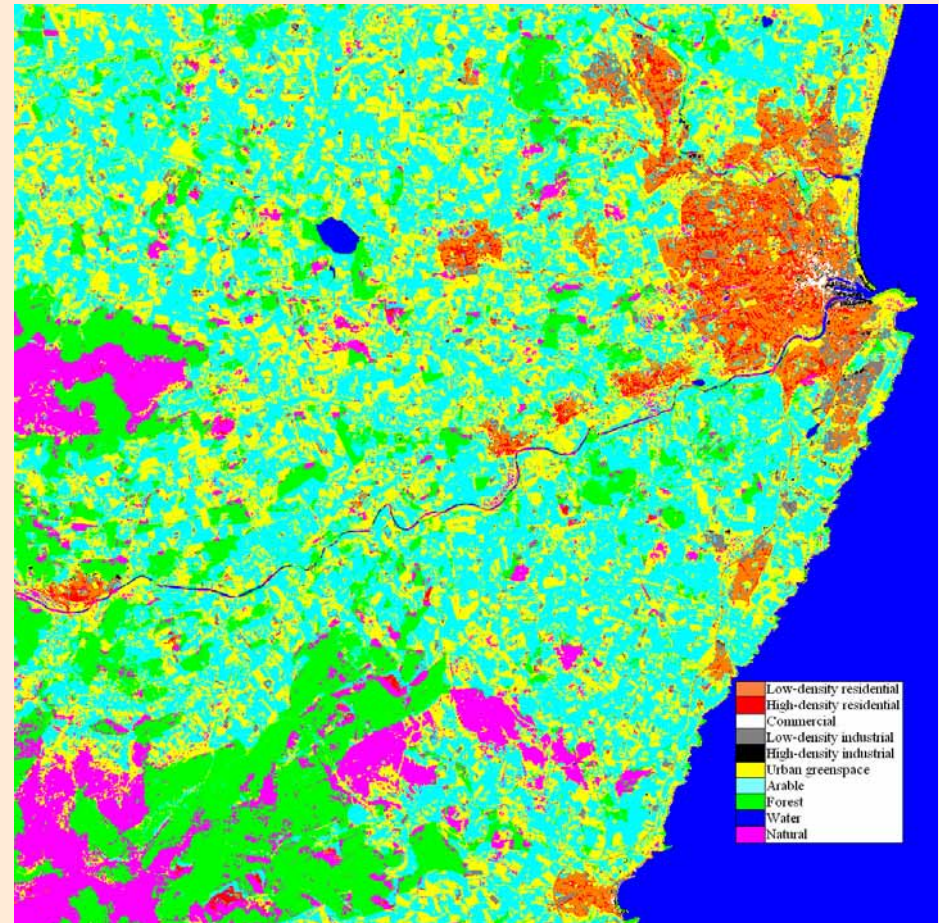 Low-density residential
High-density residential
Commercial
Low-density industrial
High-density industrial
Urban greenspace
Arable
Forest
Water
Natural